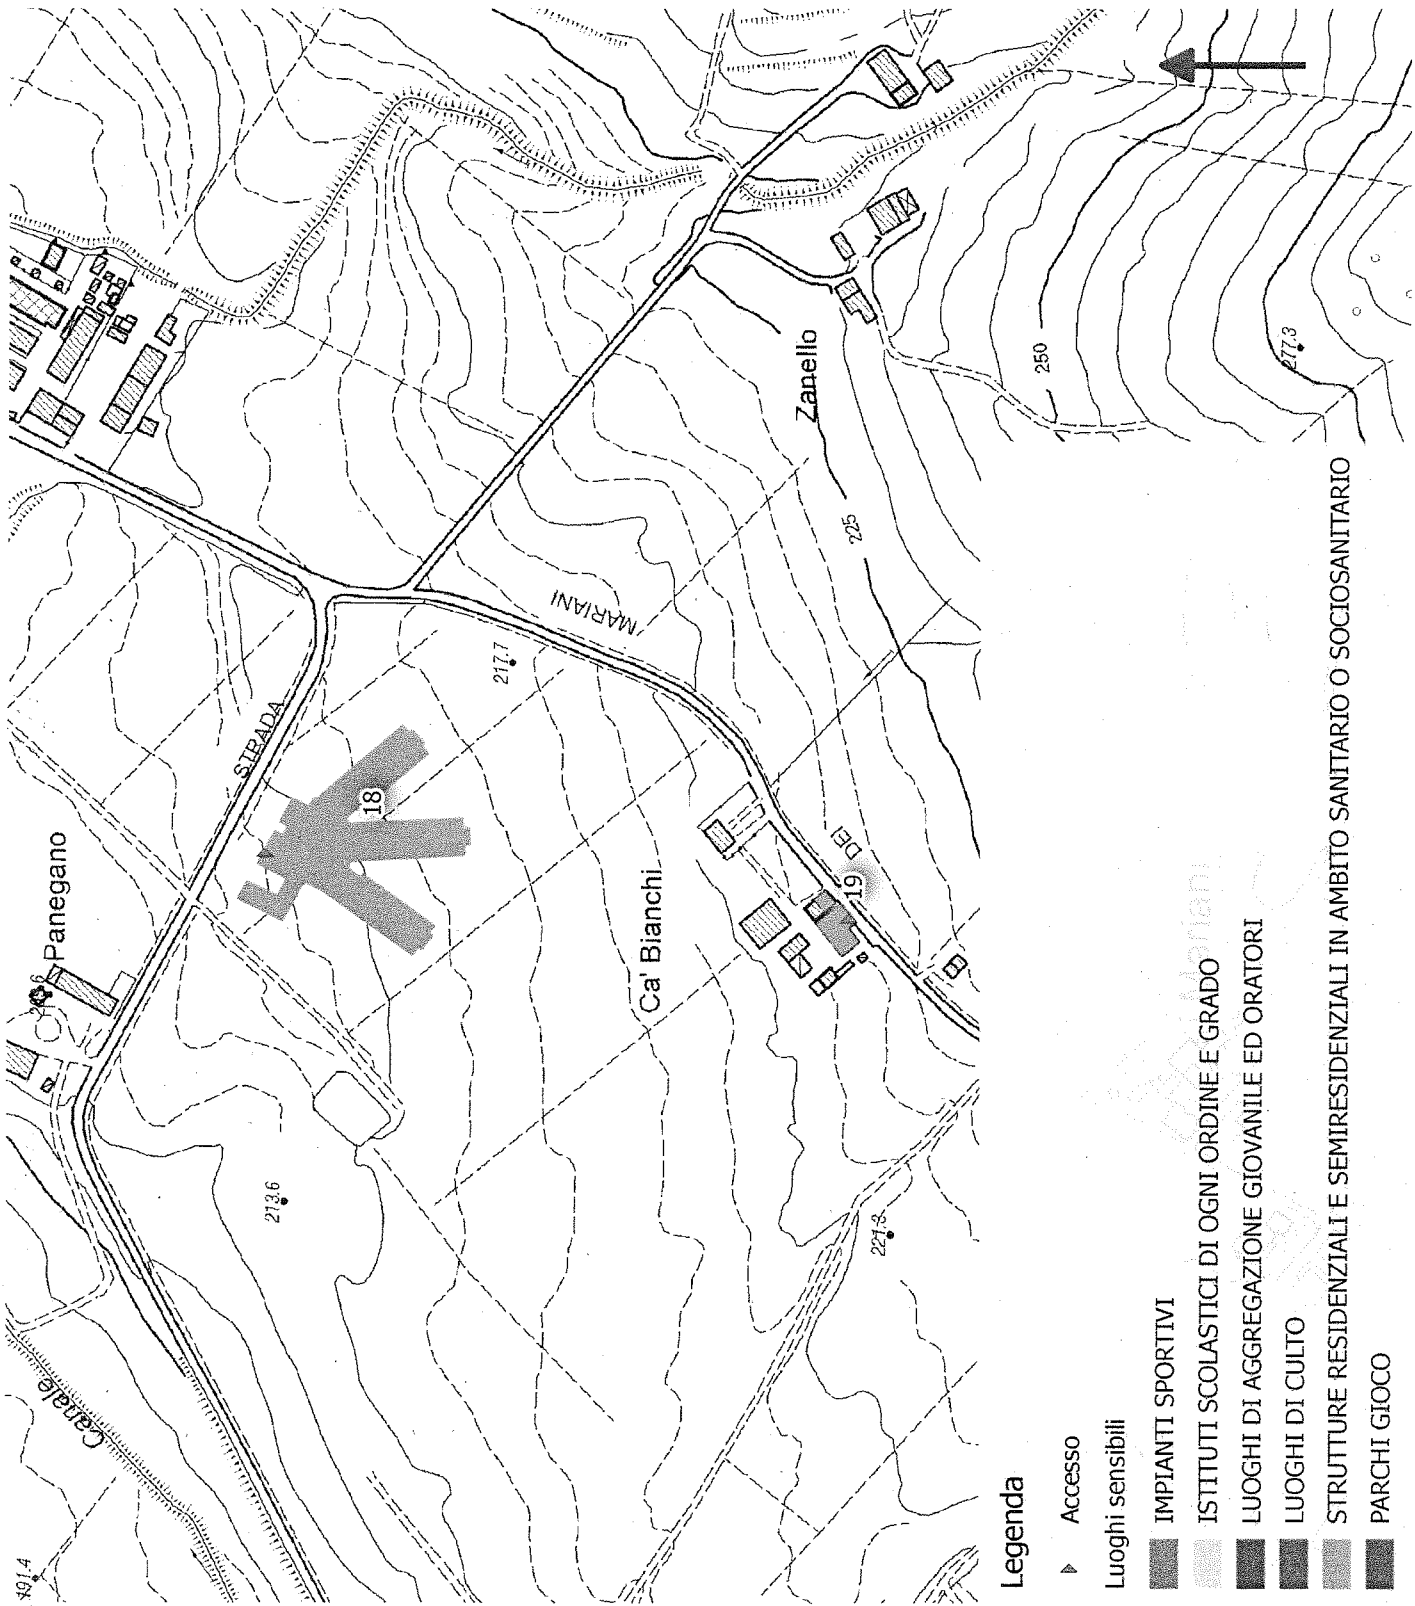 191.4
Canale
Panegano
STRADA
213.6
18
217.7
MARIANI
Ca' Bianchi
DEI
19
221.3
Zanello
225
250
277.3
Legenda
Accesso
Luoghi sensibili
IMPIANTI SPORTIVI
ISTITUTI SCOLASTICI DI OGNI ORDINE E GRADO
LUOGHI DI AGGREGAZIONE GIOVANILE ED ORATORI
LUOGHI DI CULTO
STRUTTURE RESIDENZIALI E SEMIRESIDENZIALI IN AMBITO SANITARIO O SOCIOSANITARIO
PARCHI GIOCO